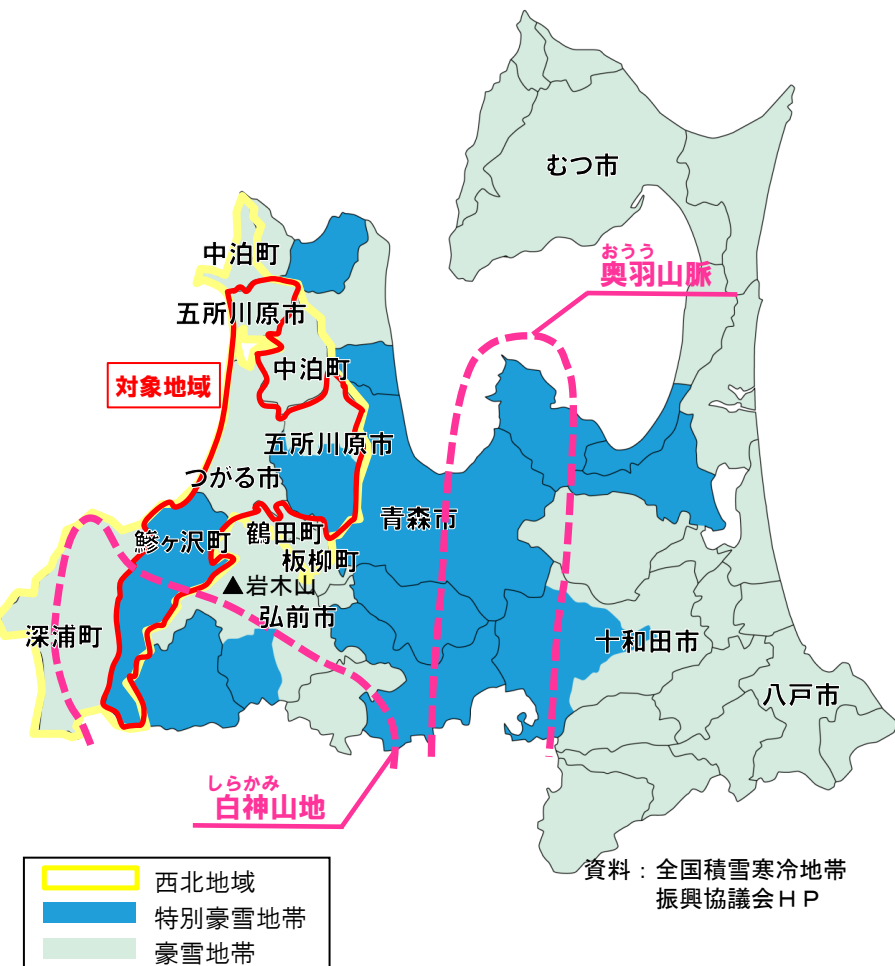 むつ市
中泊町
おうう
奥羽山脈
五所川原市
中泊町
対象地域
五所川原市
つがる市
青森市
鶴田町
鰺ヶ沢町
板柳町
▲岩木山
弘前市
深浦町
十和田市
八戸市
しらかみ
白神山地
資料：全国積雪寒冷地帯
振興協議会ＨＰ
西北地域
特別豪雪地帯
豪雪地帯